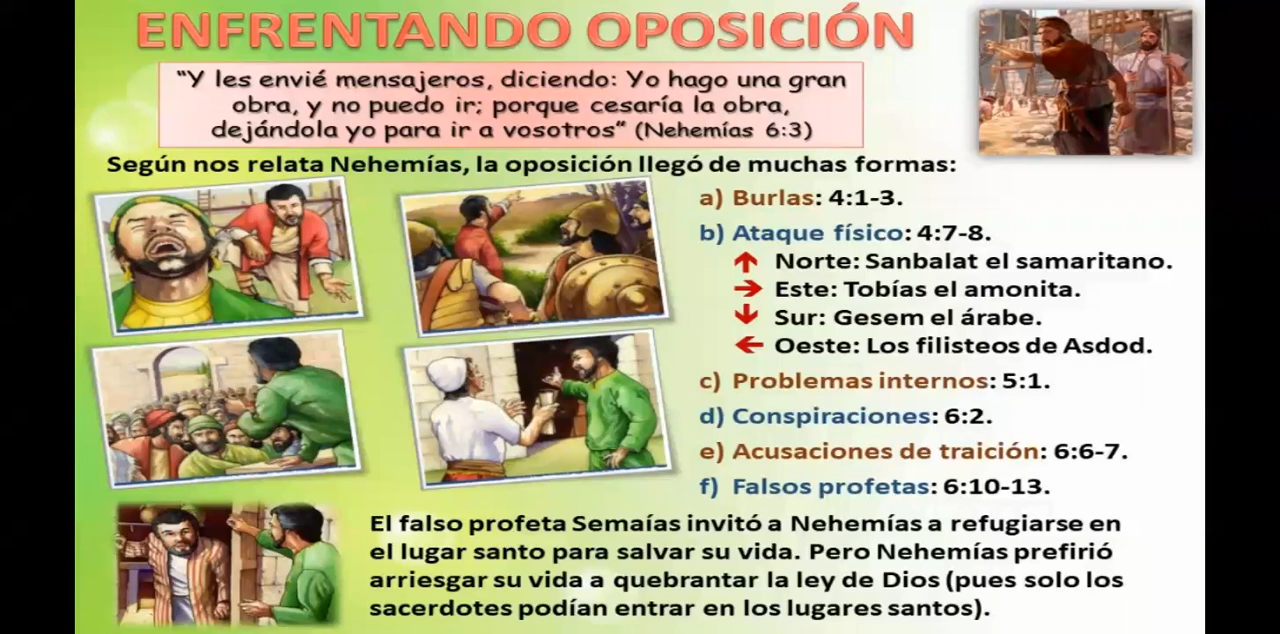 ENFRENTANDO OPOSICIÓN
“Y les envié mensajeros, diciendo: Yo hago una gran
obra, y no puedo ir; porque cesaría la obra,
dejándola yo para ir a vosotros” (Nehemías 6:3)
Según nos relata Nehemías, la oposición llegó de muchas formas:
a) Burlas: 4:1-3.
b) Ataque físico: 4:7-8.
Norte: Sanbalat el samaritano.
Este: Tobías el amonita.
Sur: Gesem el árabe.
Oeste: Los filisteos de Asdod.
c) Problemas internos: 5:1.
d) Conspiraciones: 6:2.
e) Acusaciones de traición: 6:6-7.
f) Falsos profetas: 6:10-13.
El falso profeta Semaías invitó a Nehemías a refugiarse en
el lugar santo para salvar su vida. Pero Nehemías prefirió
arriesgar su vida a quebrantar la ley de Dios (pues solo los
sacerdotes podían entrar en los lugares santos).